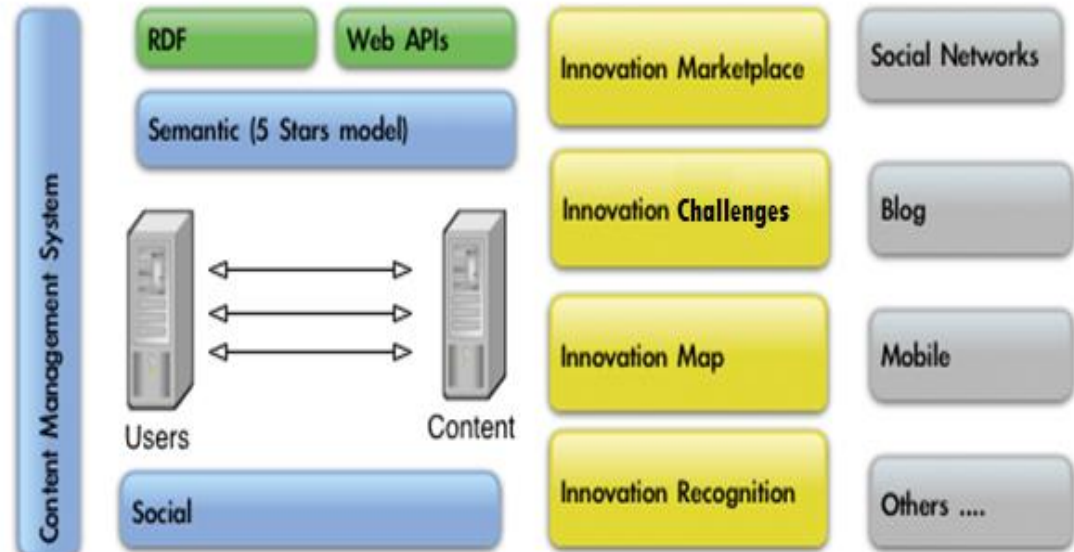 Content Management System
RDF
Web APIs
Semantic (5 Stars model)
Users
Content
Social
Innovation Marketplace
Innovation Challenges
Innovation Map
Innovation Recognition
Social Networks
Blog
Mobile
Others ....